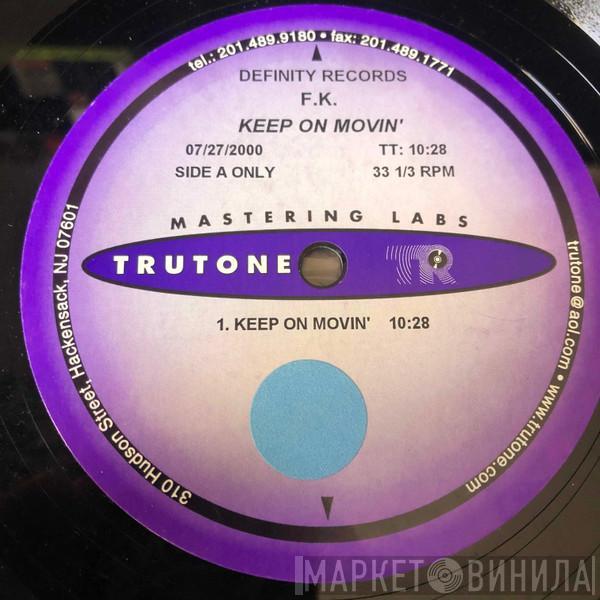 tel.: 201.489.9180 • fax: 201.489.1771
DEFINITY RECORDS
F.K.
KEEP ON MOVIN'
07/27/2000 TT: 10:28
SIDE A ONLY 33 1/3 RPM
MASTERING LABS
TRUTONE TR
1. KEEP ON MOVIN' 10:28
310 Hudson Street, Hackensack, NJ 07601
trutone@aol.com • www.trutone.com
МАРКЕТ ВИНИЛА